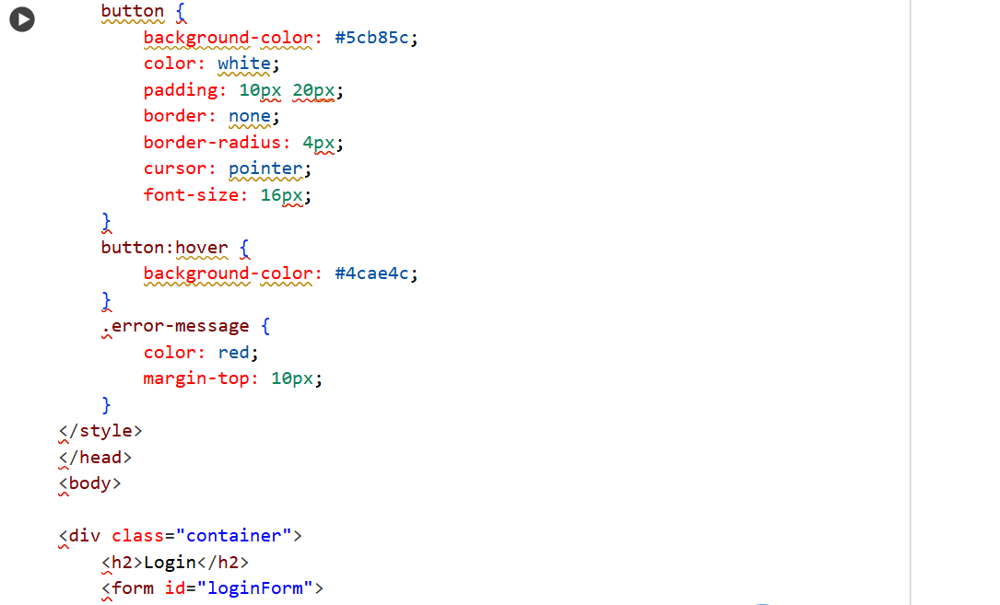 button {
background-color: #5cb85c;
color: white;
padding: 10px 20px;
border: none;
border-radius: 4px;
cursor: pointer;
font-size: 16px;
}
button:hover {
background-color: #4cae4c;
}
.error-message {
color: red;
margin-top: 10px;
}
</style>
</head>
<body>
<div class="container">
<h2>Login</h2>
<form id="loginForm">